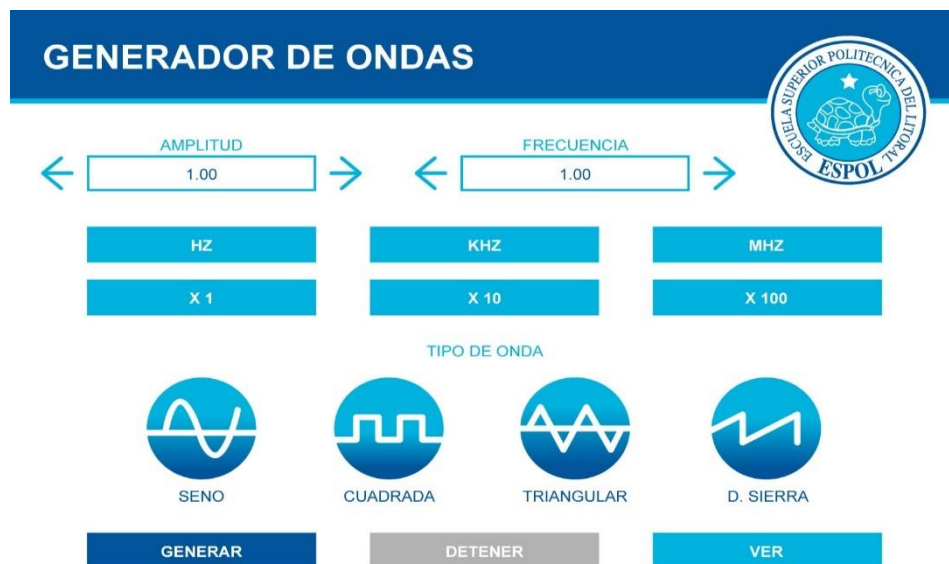 GENERADOR DE ONDAS
ESCUELA SUPERIOR POLITECNICA DEL LITORAL
ESPOL
AMPLITUD FRECUENCIA
1.00 1.00
HZ KHZ MHZ
X 1 X 10 X 100
TIPO DE ONDA
SENO CUADRADA TRIANGULAR D. SIERRA
GENERAR DETENER VER